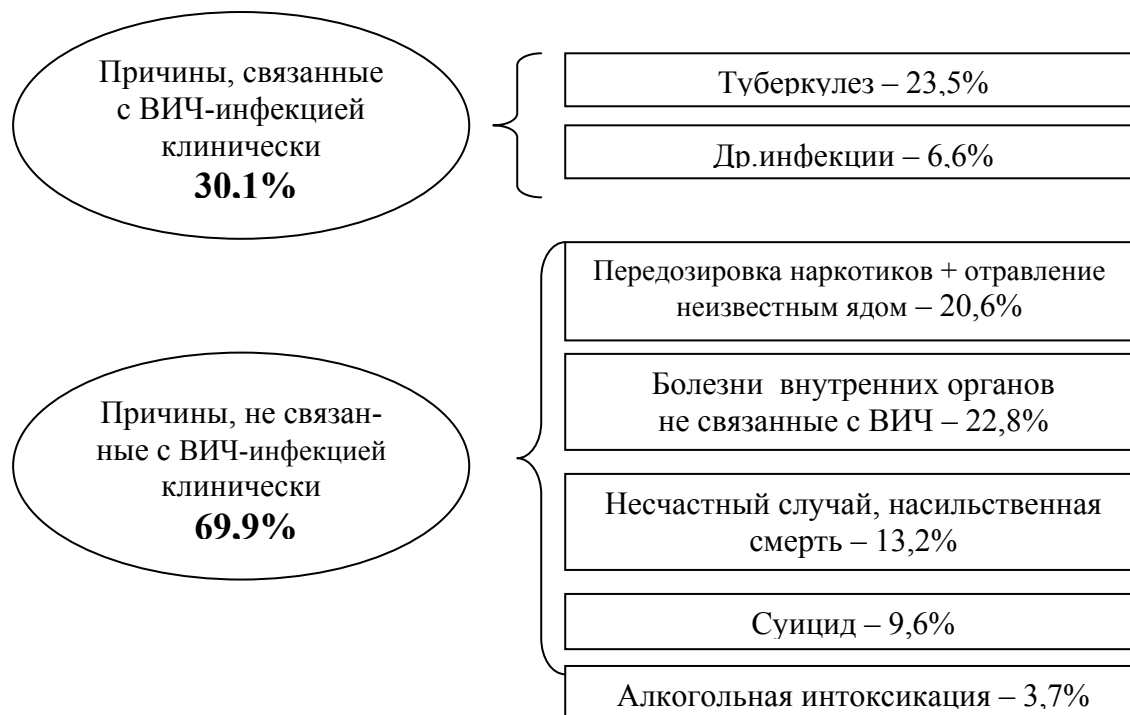 Причины, связанные
с ВИЧ-инфекцией
клинически
30,1%
Туберкулез – 23,5%
Др.инфекции – 6,6%
Причины, не связан-
ные с ВИЧ-инфекцией
клинически
69,9%
Передозировка наркотиков + отравление
неизвестным ядом – 20,6%
Болезни внутренних органов
не связанные с ВИЧ – 22,8%
Несчастный случай, насильственная
смерть – 13,2%
Суицид – 9,6%
Алкогольная интоксикация – 3,7%